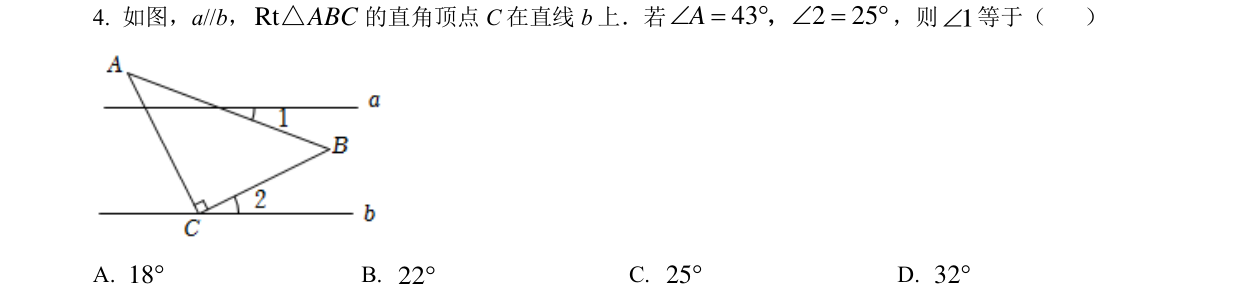 4. 如图，a//b，Rt△ABC 的直角顶点 C 在直线 b 上．若∠A=43°，∠2=25°，则∠1等于（　　）
A
a
1
B
2
b
C
A. 18°　B. 22°　C. 25°　D. 32°